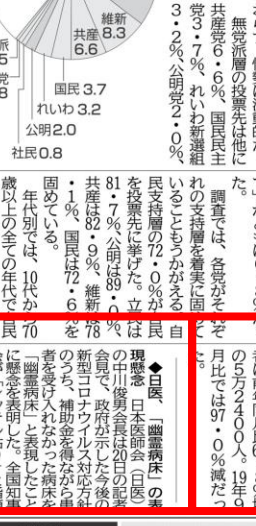 維新
8.3
共産
6.6
国民 3.7
れいわ 3.2
公明2.0
社民0.8
無党派層の投票先は他に
共産党6・6%、国民民主
党3・7%、れいわ新選組
3・2%、公明党2・0%、
た。
調査では、各党がそれぞ
れの支持層を着実に固めて
いることもうかがえる。自
民支持層の72・0%が自民
を投票先に挙げた。立民は
81・7%、公明は89・0%、
共産は82・9%、維新は78
・1%、国民は72・6%を
固めている。
年代別では、10代から70
歳以上の全ての年代で自民
の5万2400人。19年9
月比では97・0%減だっ
た。
◆日医、「幽霊病床」の表
現懸念 日本医師会(日医)
の中川俊男会長は20日の記者
会見で、政府が示した今後の
新型コロナウイルス対応方針
のうち、補助金を得ながら患
者を受け入れなかった病床を
「幽霊病床」と表現したこと
に懸念を表明した。全国知事